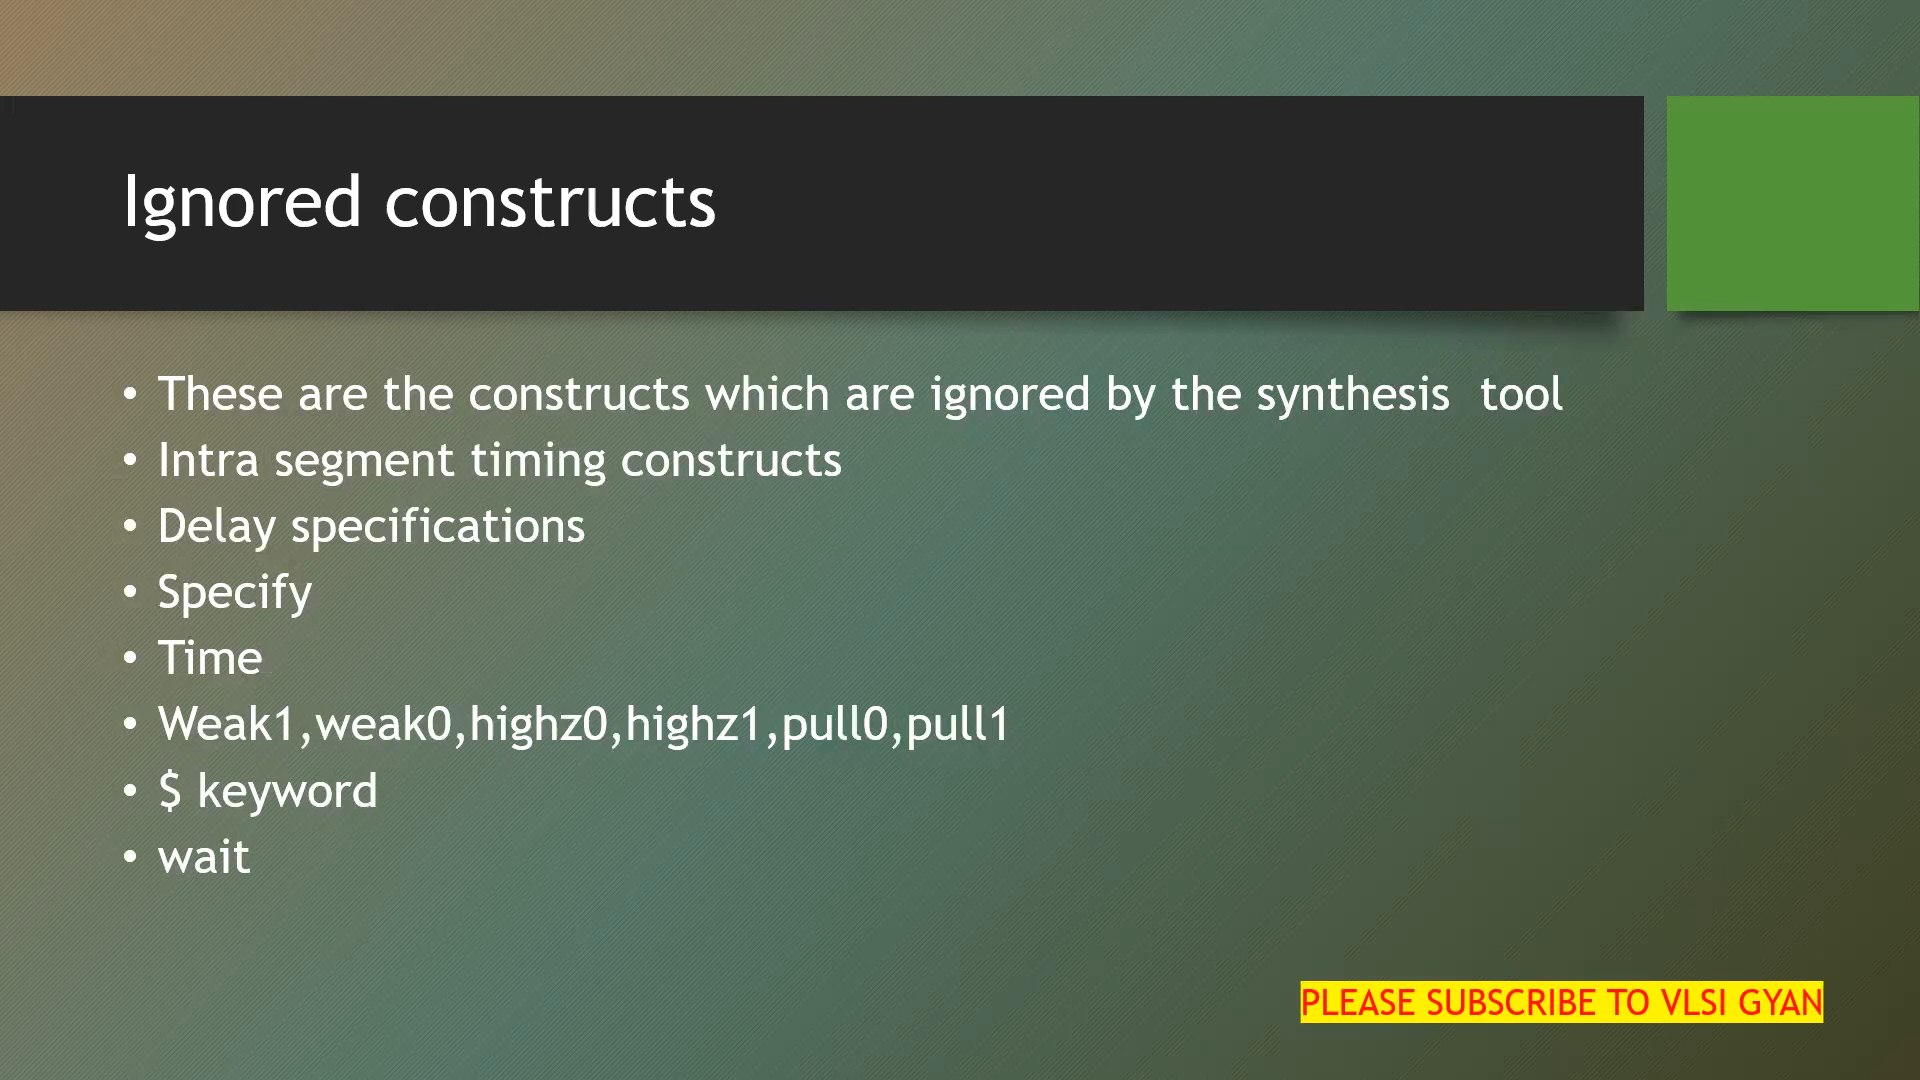 Ignored constructs
• These are the constructs which are ignored by the synthesis  tool
• Intra segment timing constructs
• Delay specifications
• Specify
• Time
• Weak1,weak0,highz0,highz1,pull0,pull1
• $ keyword
• wait
PLEASE SUBSCRIBE TO VLSI GYAN